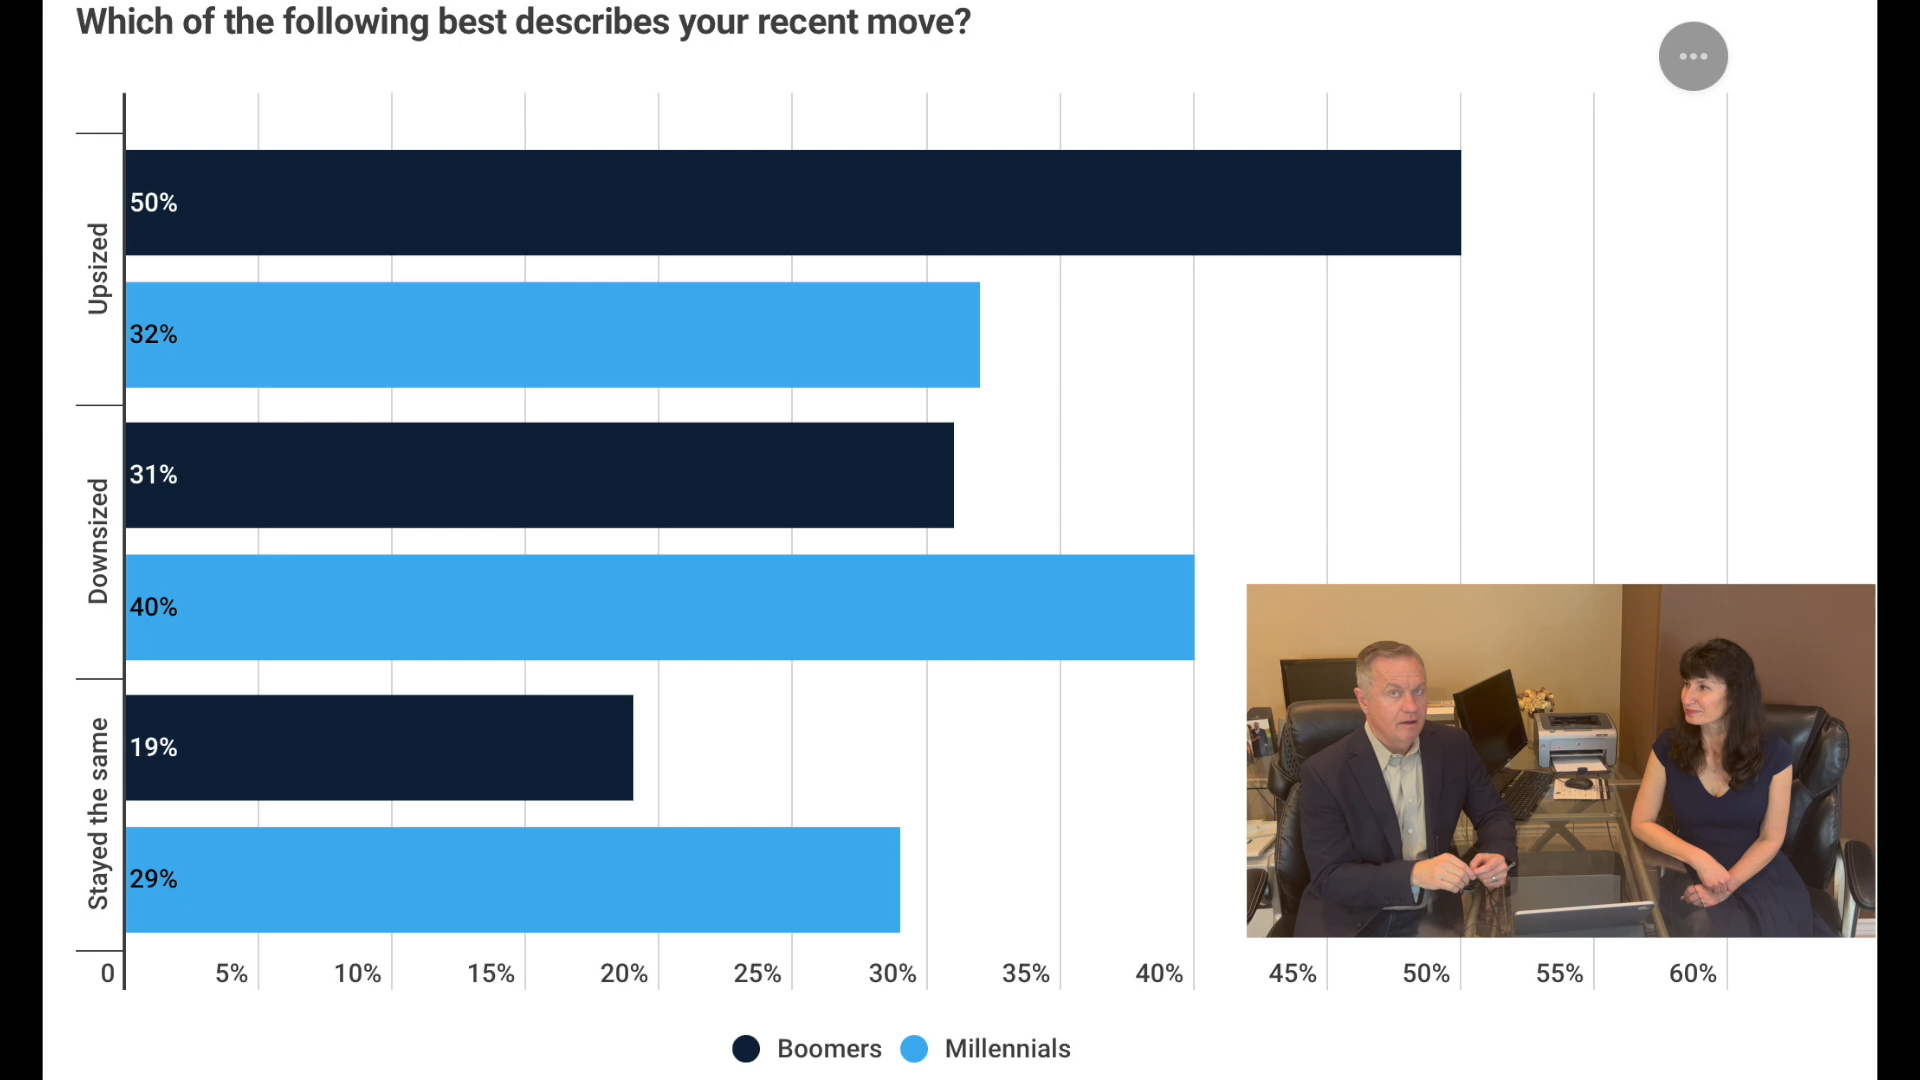 Which of the following best describes your recent move?
Upsized
50%
32%
Downsized
31%
40%
Stayed the same
19%
29%
0 5% 10% 15% 20% 25% 30% 35% 40% 45% 50% 55% 60%
Boomers Millennials